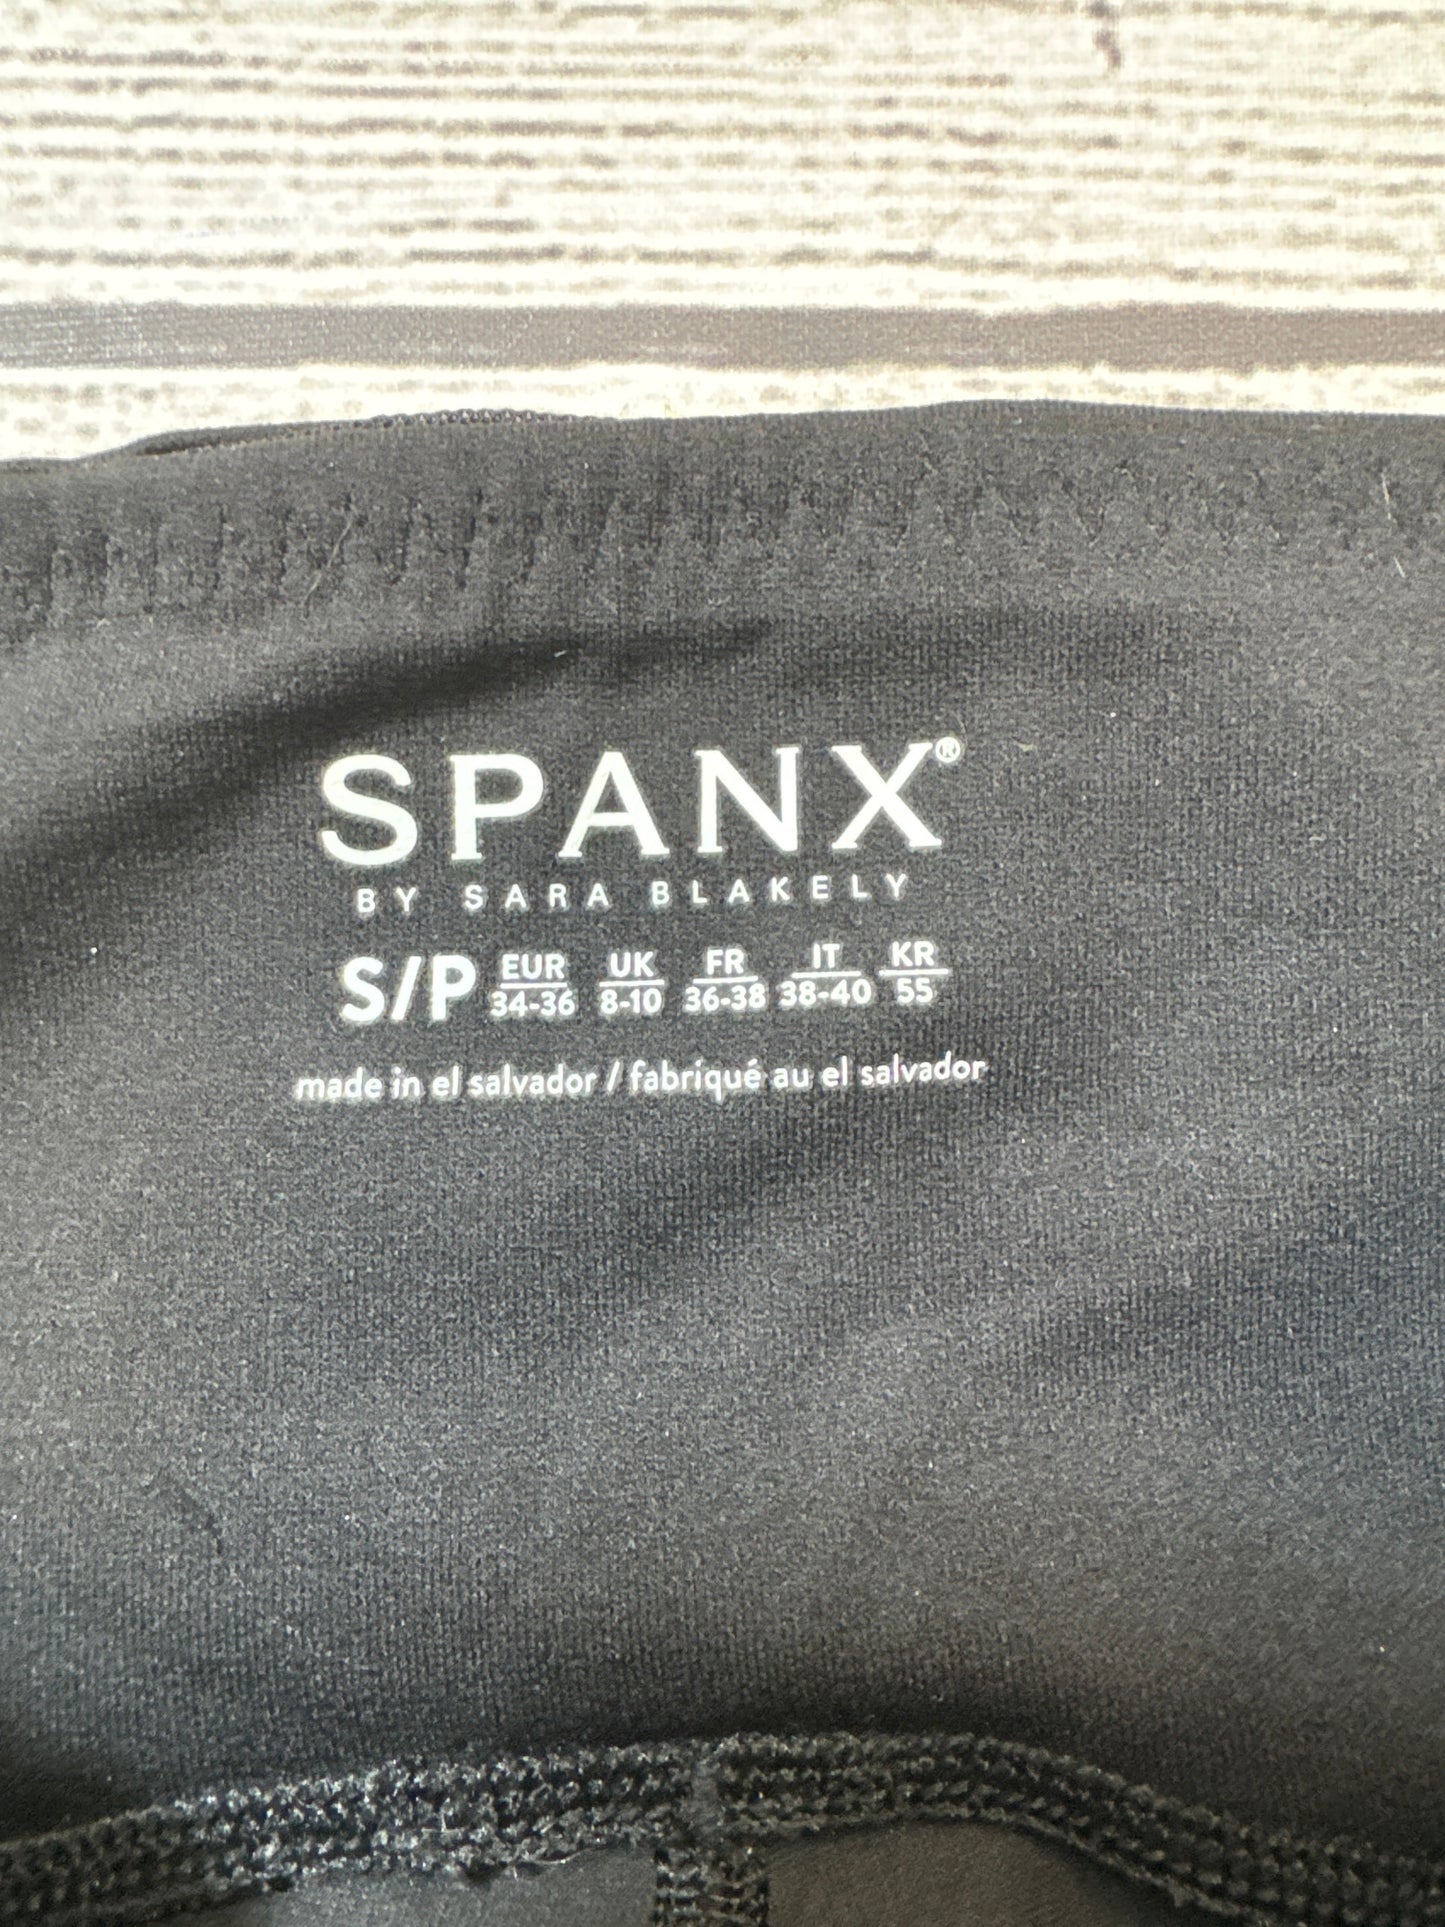 SPANX®
BY SARA BLAKELY
S/P EUR 34-36 UK 8-10 FR 36-38 IT 38-40 KR 55
made in el salvador / fabriqué au el salvador